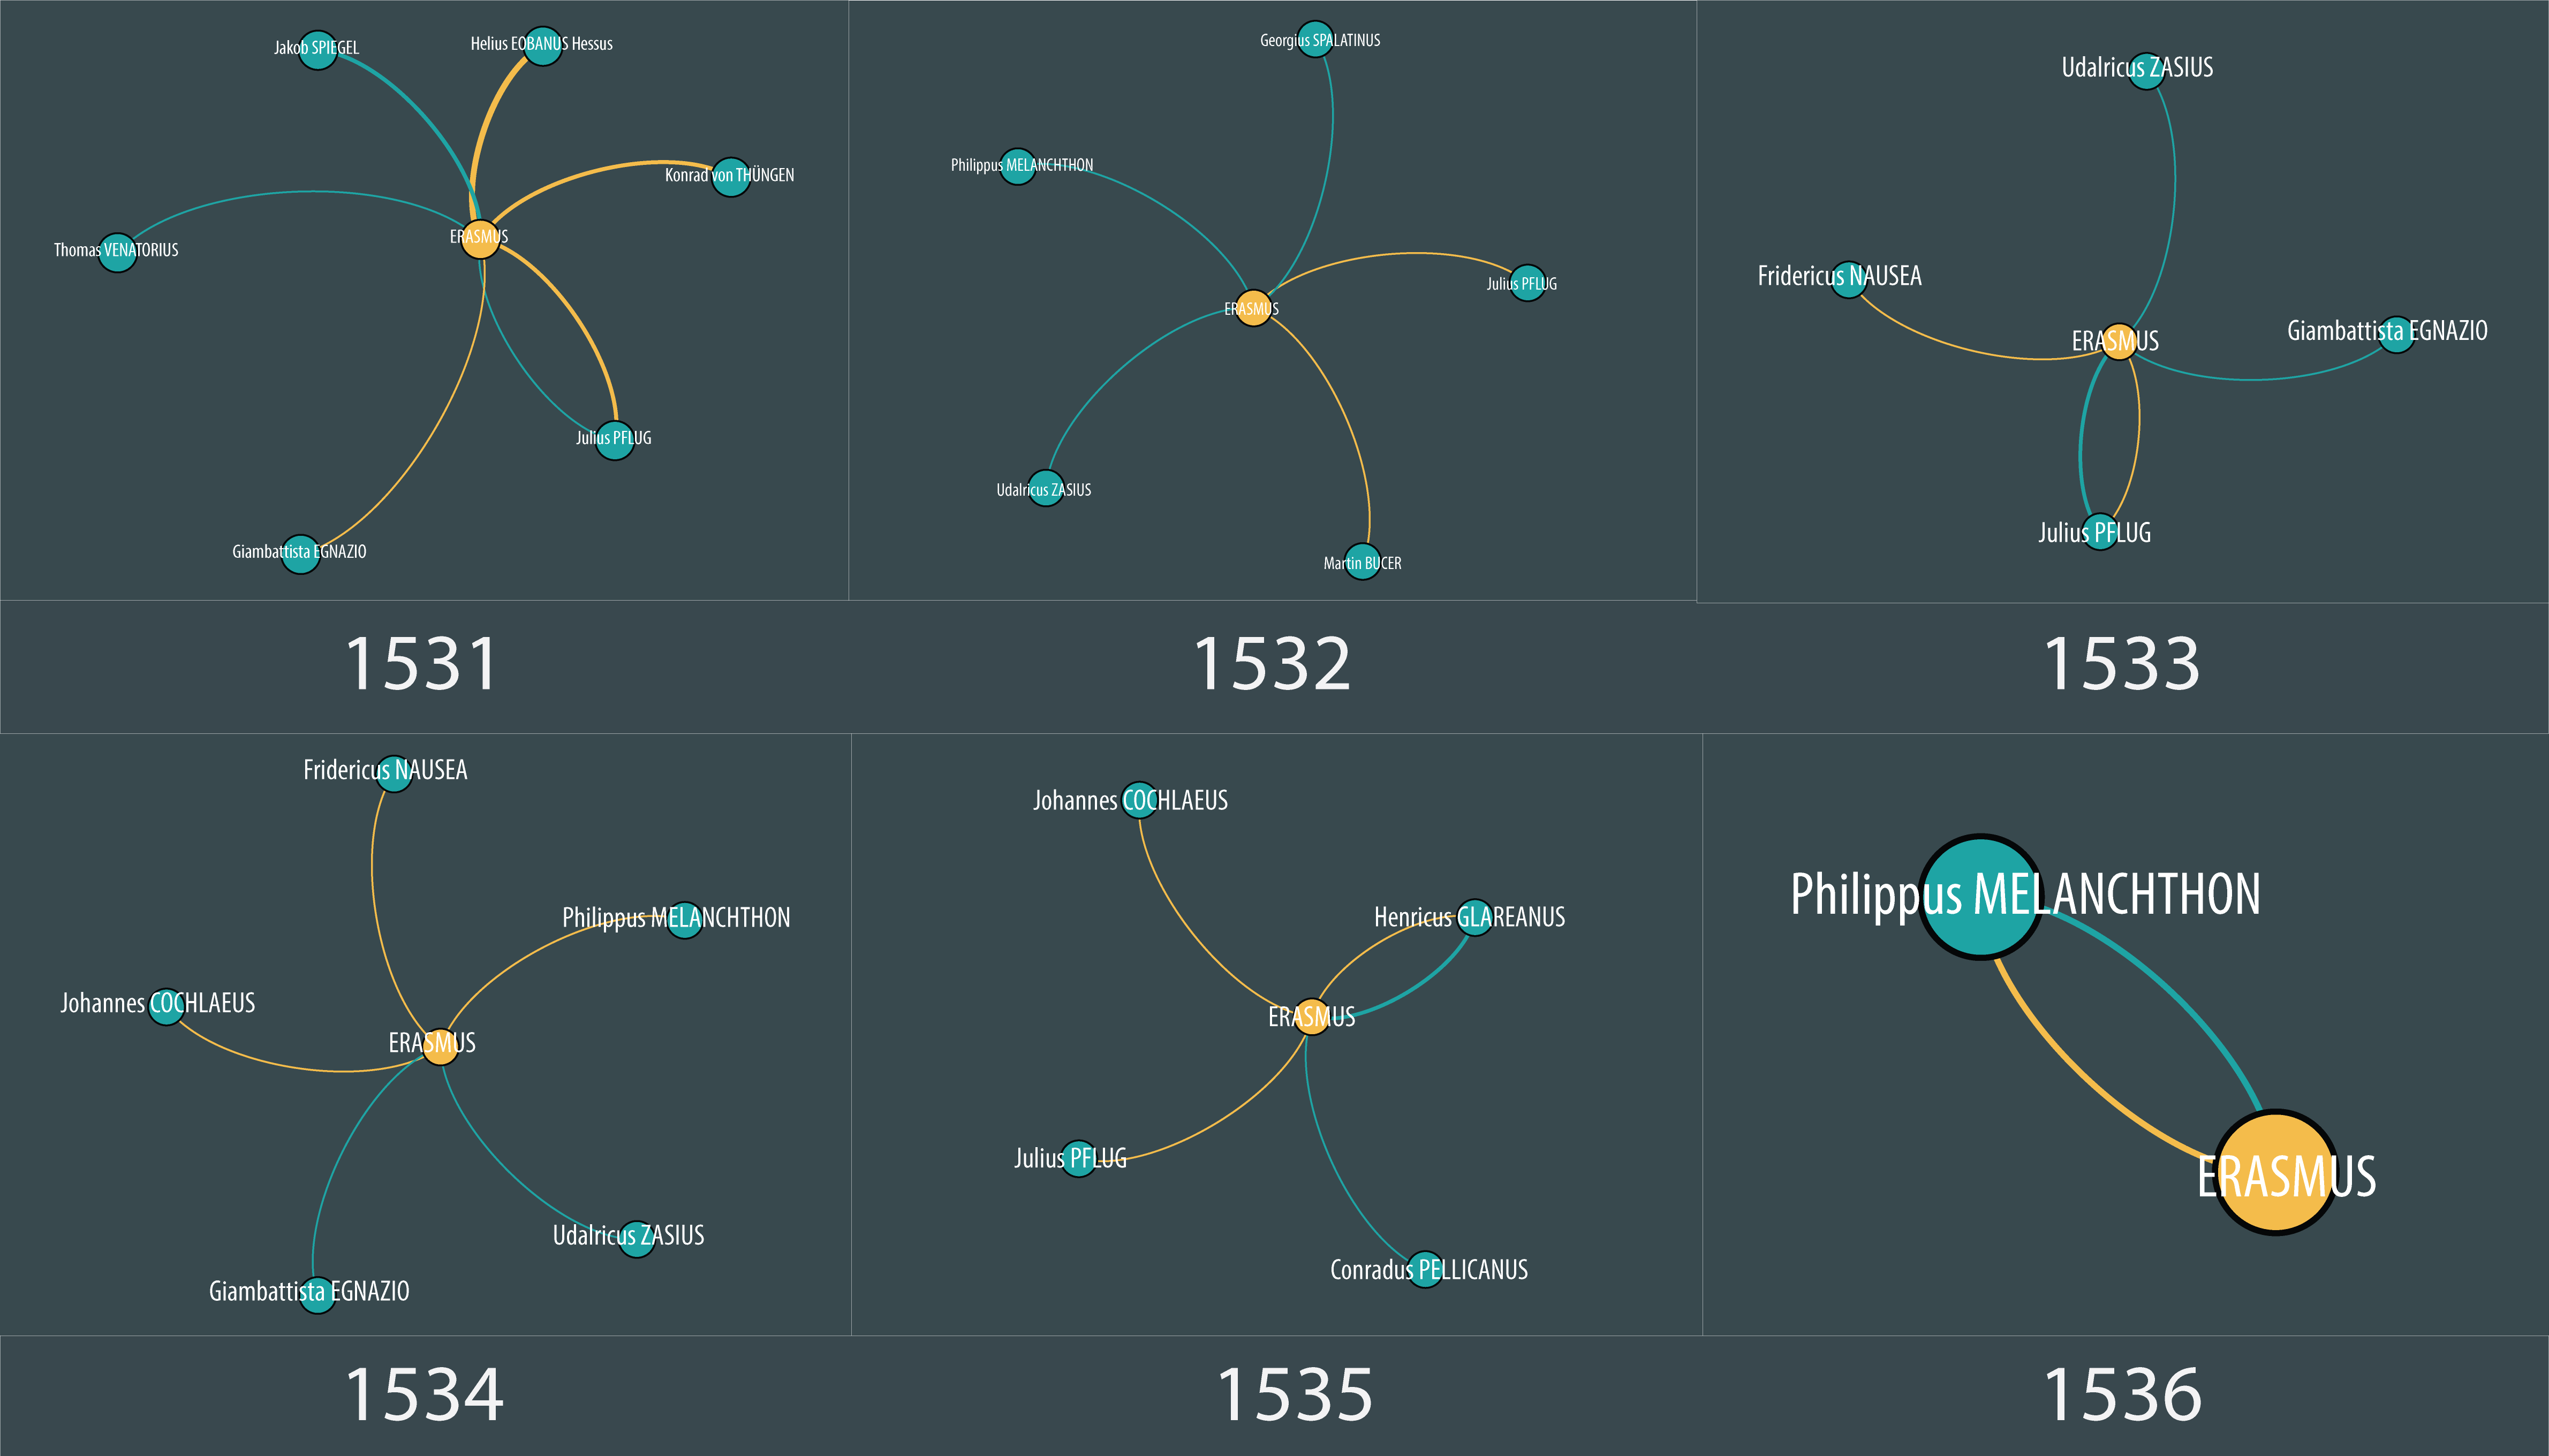 Jakob SPIEGEL
Helius EOBANUS Hessus
Konrad von THÜNGEN
ERASMUS
Thomas VENATORIUS
Julius PFLUG
Giambattista EGNAZIO
1531
Georgius SPALATINUS
Philippus MELANCHTHON
Julius PFLUG
ERASMUS
Udalricus ZASIUS
Martin BUCER
1532
Udalricus ZASIUS
Fridericus NAUSEA
Giambattista EGNAZIO
ERASMUS
Julius PFLUG
1533
Fridericus NAUSEA
Philippus MELANCHTHON
Johannes COCHLAEUS
ERASMUS
Udalricus ZASIUS
Giambattista EGNAZIO
1534
Johannes COCHLAEUS
Henricus GLAREANUS
ERASMUS
Julius PFLUG
Conradus PELLICANUS
1535
Philippus MELANCHTHON
ERASMUS
1536